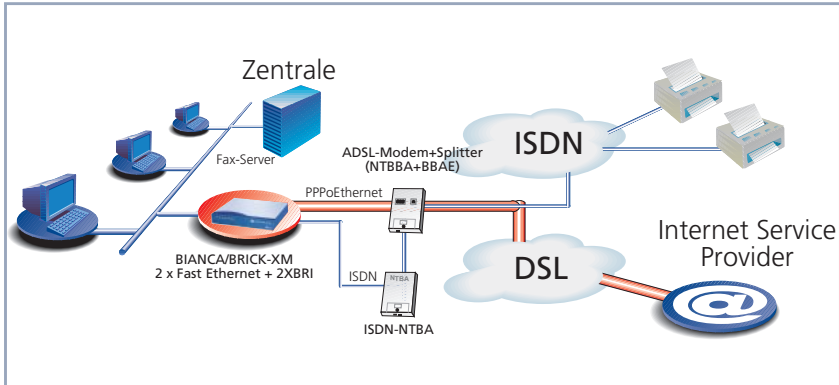 Zentrale
Fax-Server
ADSL-Modem+Splitter
(NTBBA+BBAE)
ISDN
PPPoEthernet
BIANCA/BRICK-XM
2 x Fast Ethernet + 2XBRI
ISDN
NTBA
ISDN-NTBA
DSL
Internet Service
Provider
@